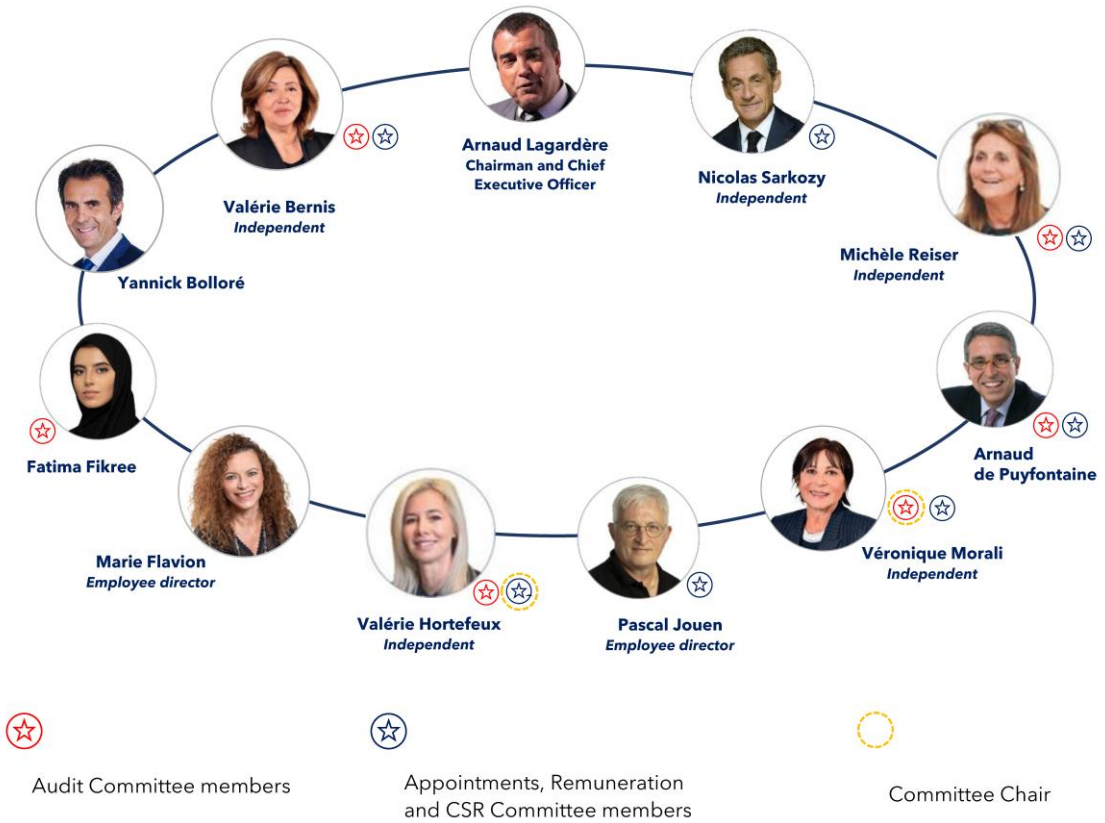 Arnaud Lagardère
Chairman and Chief
Executive Officer
Nicolas Sarkozy
Independent
Valérie Bernis
Independent
Michèle Reiser
Independent
Yannick Bolloré
Arnaud
de Puyfontaine
Fatima Fikree
Véronique Morali
Independent
Marie Flavion
Employee director
Valérie Hortefeux
Independent
Pascal Jouen
Employee director
Audit Committee members
Appointments, Remuneration
and CSR Committee members
Committee Chair